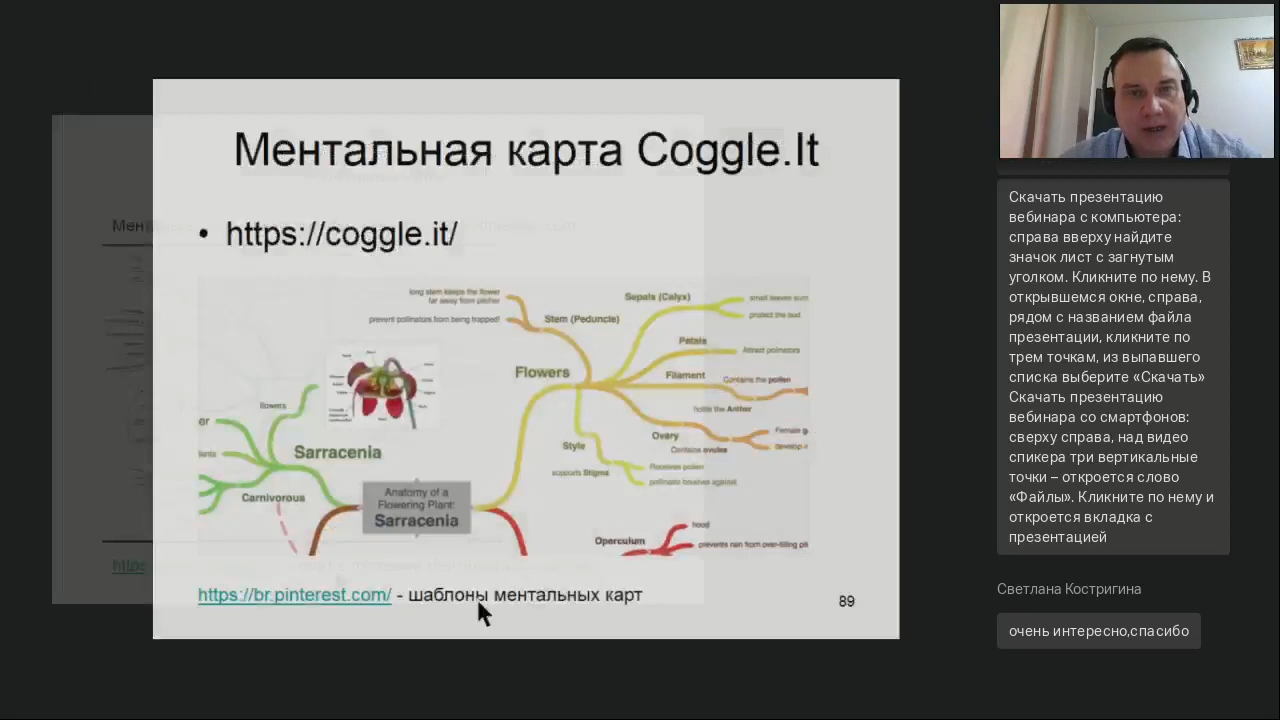 Ментальная карта Coggle.It
• https://coggle.it/
long stem keeps the flower
far away from pitcher
prevent pollinators from being trapped!
Stem (Peduncle)
Sepals (Calyx)
protect the bud
Petals
Attract pollinators
Flowers
Filament
Contains the pollen
holds the Anther
Ovary
Contains ovules
Style
supports Stigma
Receives pollen
flowers
er
Sarracenia
Carnivorous
Anatomy of a
Flowering Plant:
Sarracenia
Operculum
hood
https://br.pinterest.com/ - шаблоны ментальных карт
89
Скачать презентацию
вебинара с компьютера:
справа вверху найдите
значок лист с загнутым
уголком. Кликните по нему. В
открывшемся окне, справа,
рядом с названием файла
презентации, кликните по
трем точкам, из выпавшего
списка выберите «Скачать»
Скачать презентацию
вебинара со смартфонов:
сверху справа, над видео
спикера три вертикальные
точки – откроется слово
«Файлы». Кликните по нему и
откроется вкладка с
презентацией
Светлана Костригина
очень интересно,спасибо